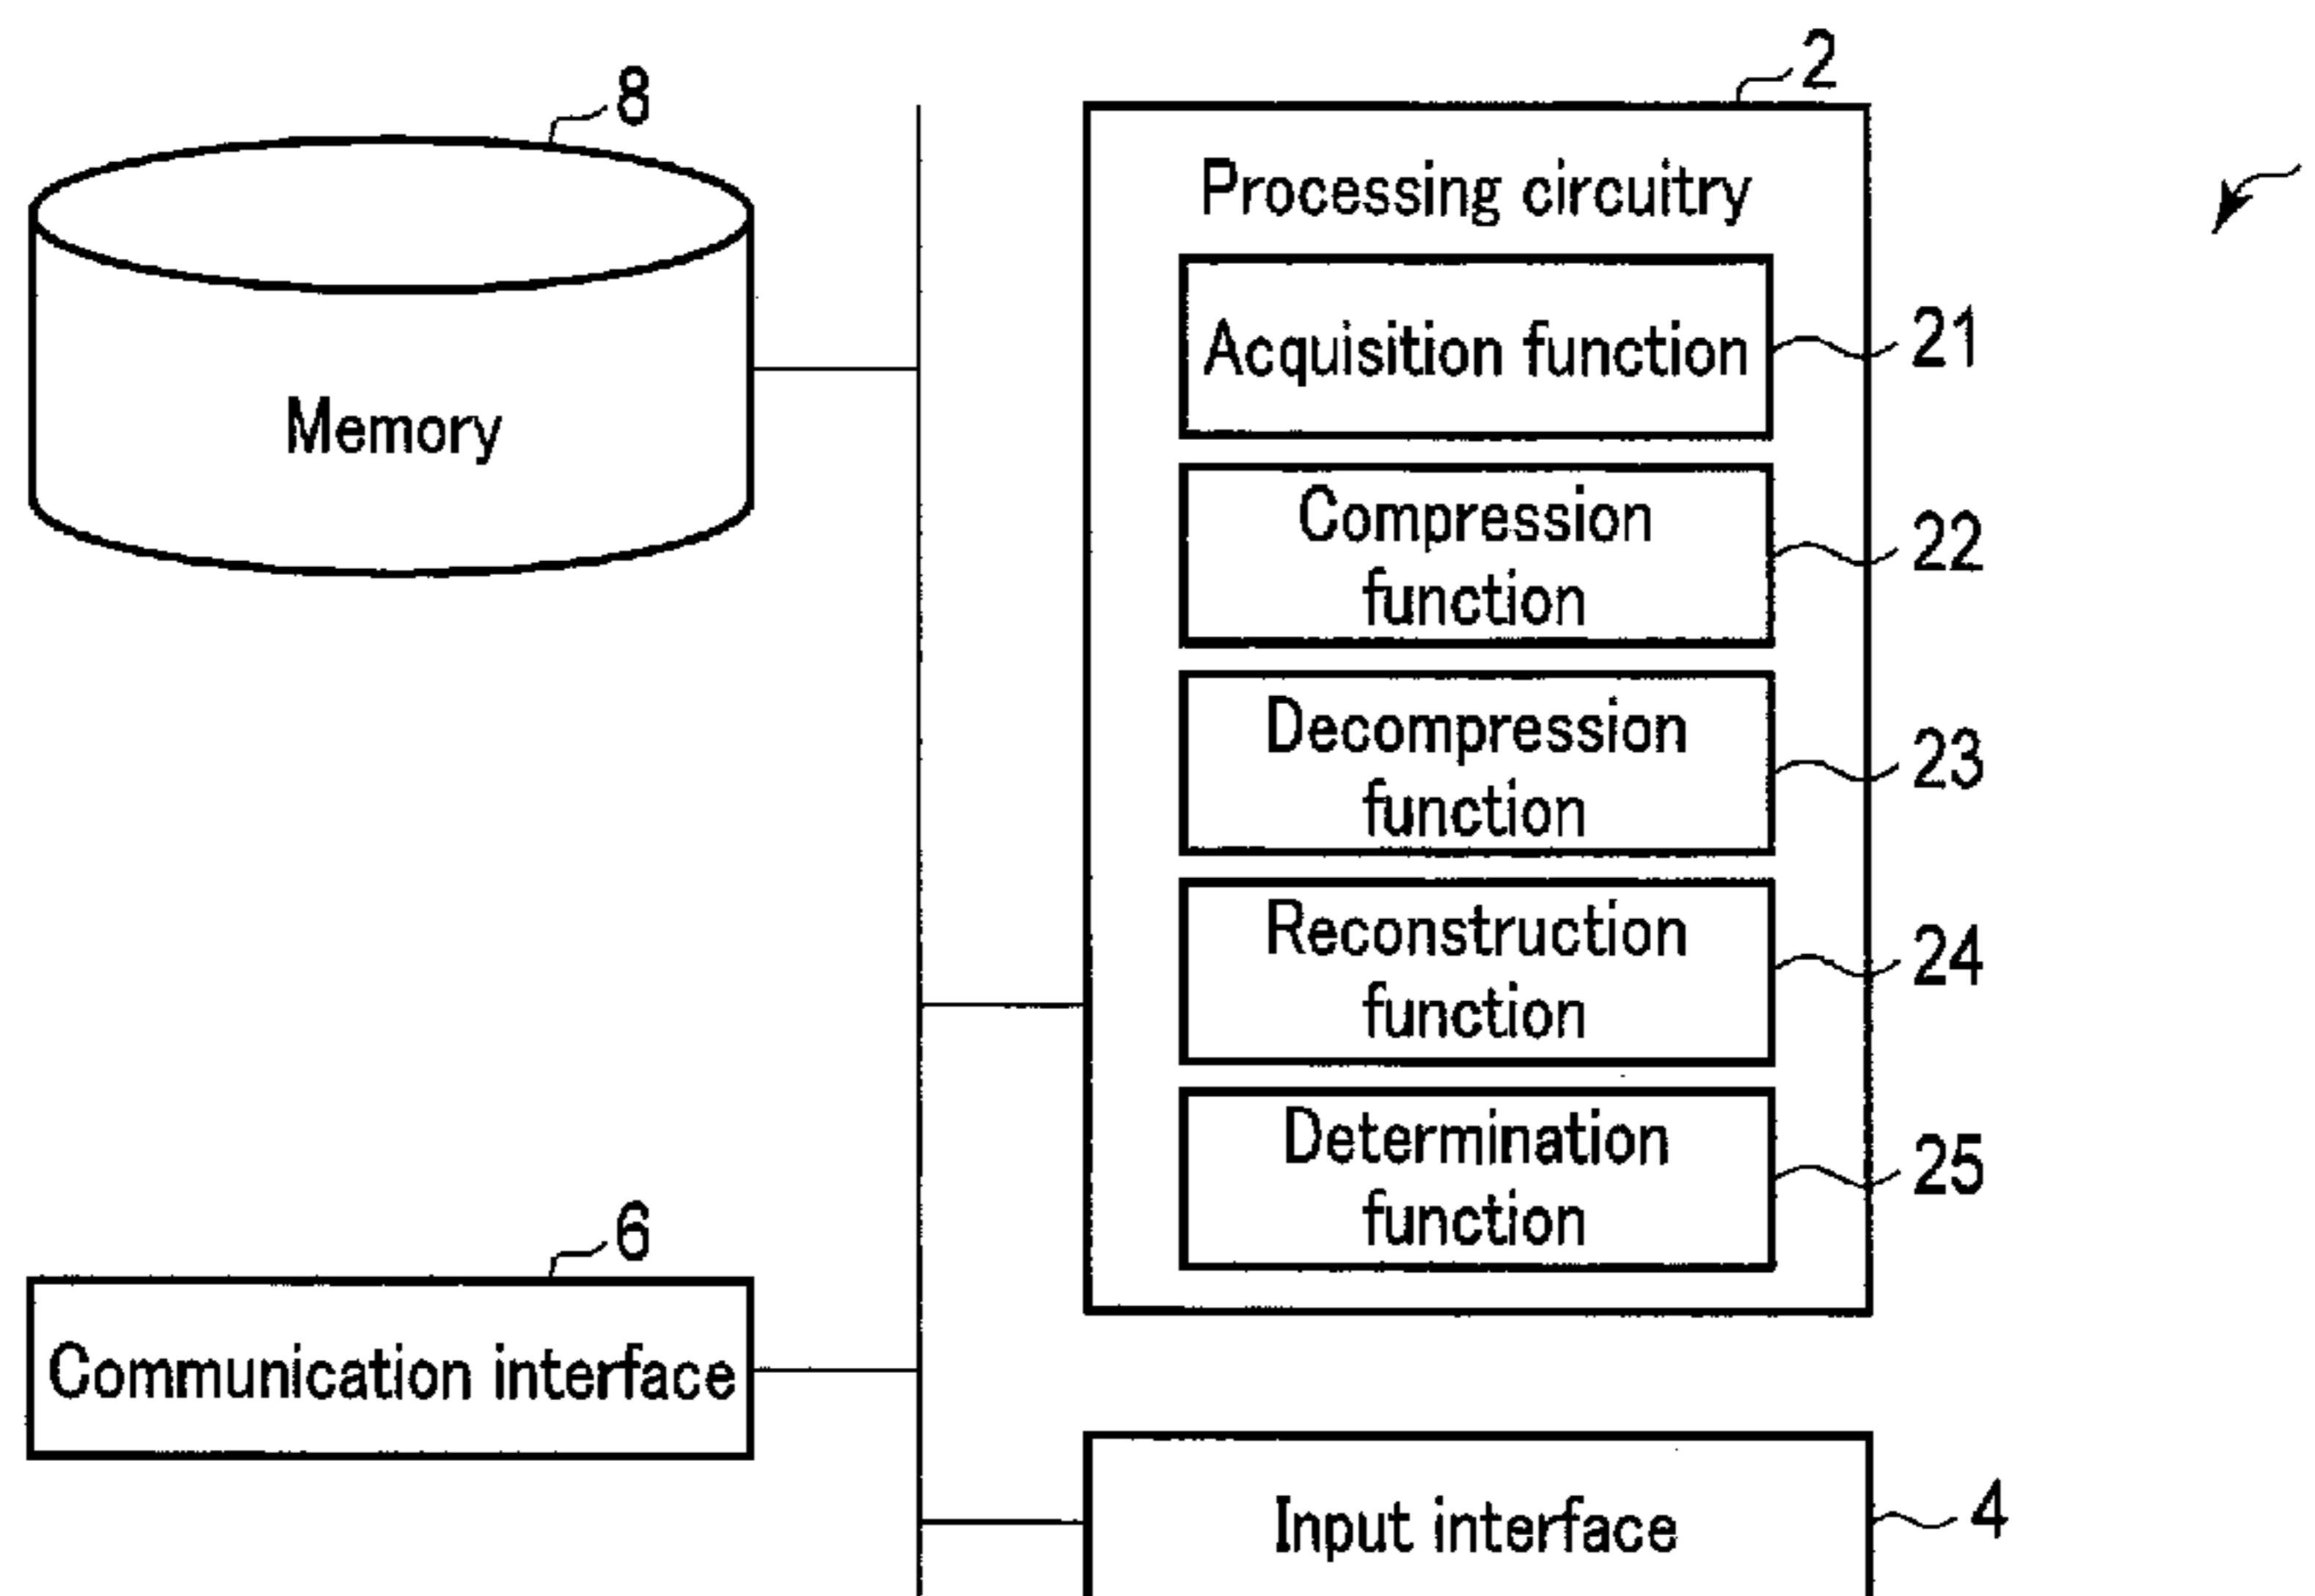 8
2
Processing circuitry
Acquisition function
21
Memory
Compression
function
22
Decompression
function
23
Reconstruction
function
24
Determination
function
25
6
Communication interface
Input interface
4